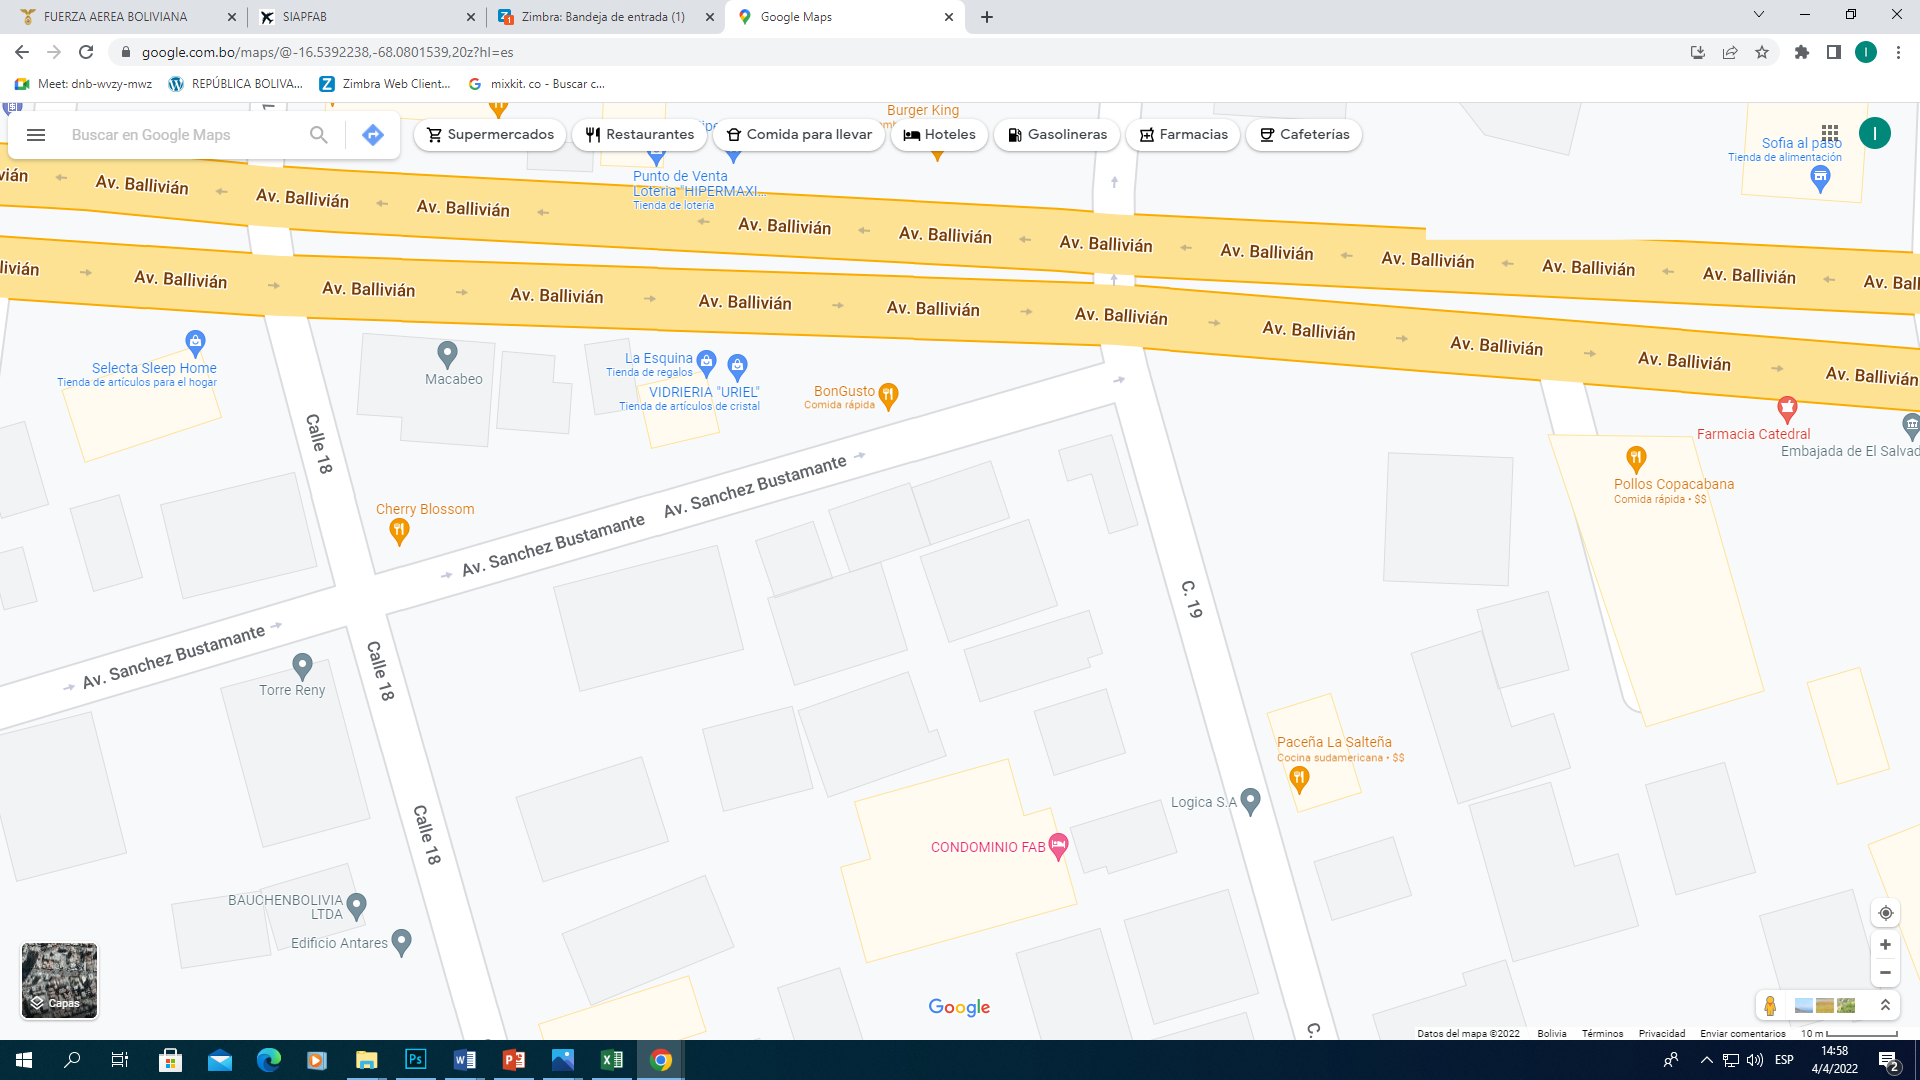 FUERZA AEREA BOLIVIANA
SIAPFAB
Zimbra: Bandeja de entrada (1)
Google Maps
google.com.bo/maps/@-16.5392238,-68.0801539,20z?hl=es
Meet: dnb-wvzy-mwz
REPÚBLICA BOLIVA...
Zimbra Web Client...
mixkit. co - Buscar c...
Buscar en Google Maps
Supermercados
Restaurantes
Comida para llevar
Hoteles
Gasolineras
Farmacias
Cafeterías
I
I
Burger King
Sofia al paso
Tienda de alimentación
Punto de Venta
Loteria "HIPERMAXI...
Tienda de lotería
vián
Av. Ballivián
Av. Ballivián
Av. Ballivián
Av. Ballivián
Av. Ballivián
Av. Ballivián
Av. Ballivián
Av. Ballivián
Av. Ballivián
Av. Ballivián
Av. Ball
livián
Av. Ballivián
Av. Ballivián
Av. Ballivián
Av. Ballivián
Av. Ballivián
Av. Ballivián
Av. Ballivián
Av. Ballivián
Av. Ballivián
Av. Ballivián
Selecta Sleep Home
Tienda de artículos para el hogar
Macabeo
La Esquina
Tienda de regalos
VIDRIERIA "URIEL"
Tienda de artículos de cristal
BonGusto
Comida rápida
Farmacia Catedral
Embajada de El Salvad
Calle 18
Pollos Copacabana
Comida rápida • $$
Cherry Blossom
Av. Sanchez Bustamante
Av. Sanchez Bustamante
Av. Sanchez Bustamante
C. 19
Calle 18
Torre Reny
Paceña La Salteña
Cocina sudamericana • $$
Logica S.A
Calle 18
CONDOMINIO FAB
BAUCHENBOLIVIA
LTDA
Edificio Antares
Capas
Google
C.
Datos del mapa ©2022
Bolivia
Términos
Privacidad
Enviar comentarios
10 m
Ps
ESP
14:58
4/4/2022
2